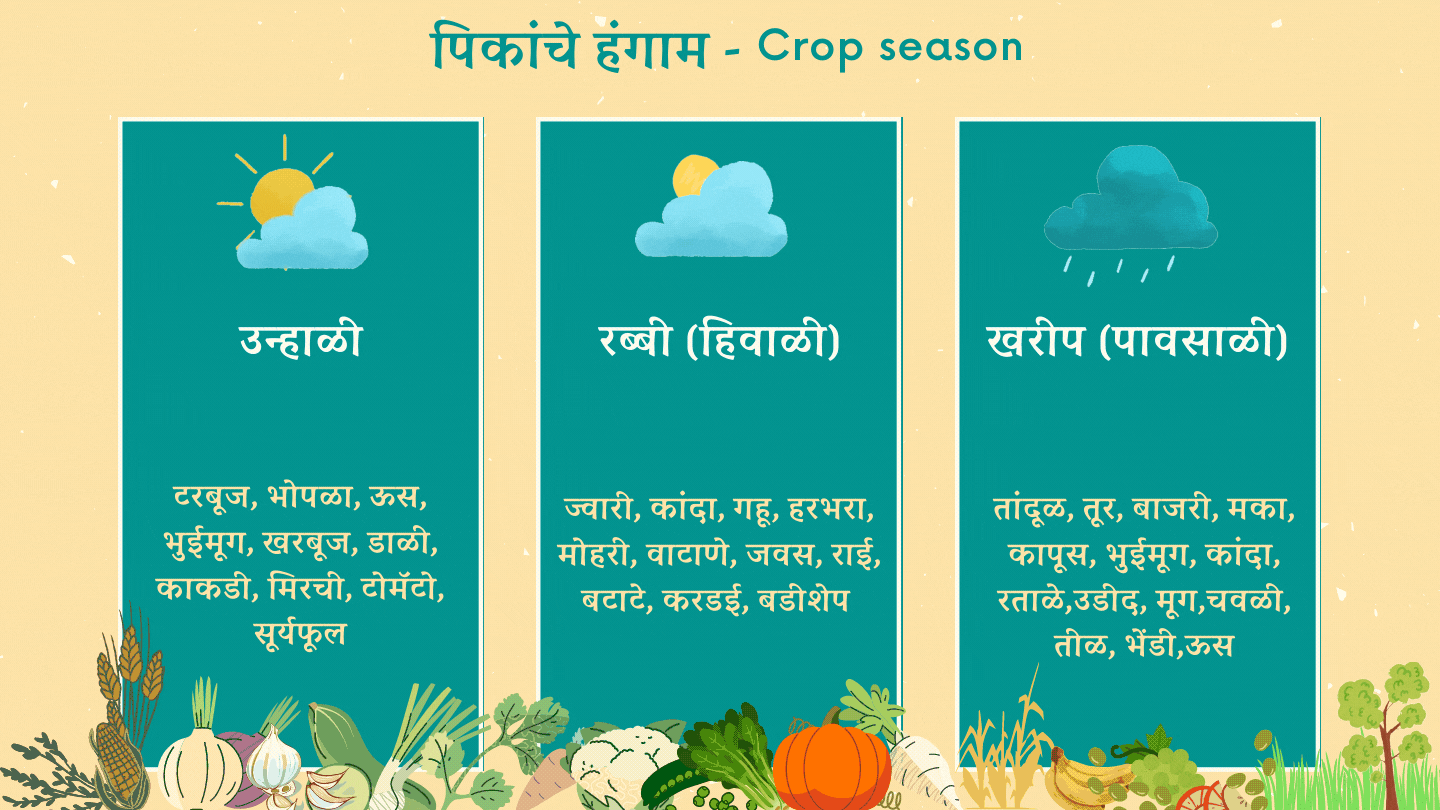 पिकांचे हंगाम - Crop season
उन्हाळी
टरबूज, भोपळा, ऊस,
भुईमूग, खरबूज, डाळी,
काकडी, मिरची, टोमॅटो,
सूर्यफूल
रब्बी (हिवाळी)
ज्वारी, कांदा, गहू, हरभरा,
मोहरी, वाटाणे, जवस, राई,
बटाटे, करडई, बडीशेप
खरीप (पावसाळी)
तांदूळ, तूर, बाजरी, मका,
कापूस, भुईमूग, कांदा,
रताळे,उडीद, मूग,चवळी,
तीळ, भेंडी,ऊस